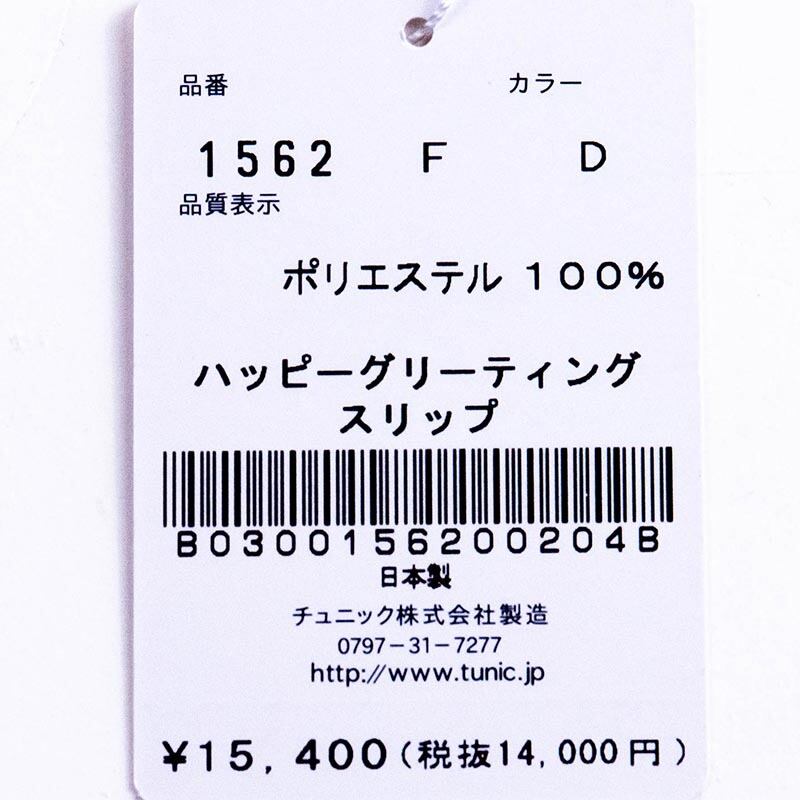 品番 カラー
1562 F D
品質表示
ポリエステル 100%
ハッピーグリーティング
スリップ
B0300156200204B
日本製
チュニック株式会社製造
0797-31-7277
http://www.tunic.jp
¥15,400(税抜14,000円)